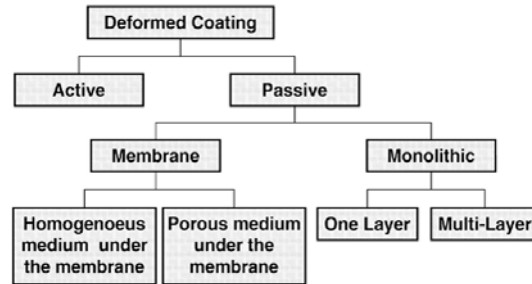 Deformed Coating
Active
Passive
Membrane
Monolithic
Homogenoeus
medium under
the membrane
Porous medium
under the
membrane
One Layer
Multi-Layer